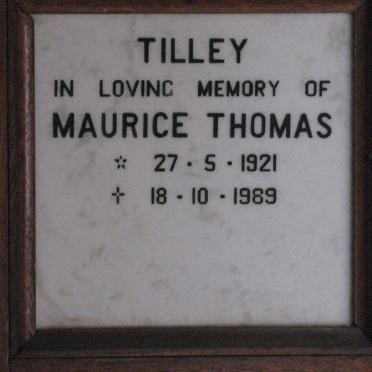 TILLEY
IN LOVING MEMORY OF
MAURICE THOMAS
☆ 27 · 5 · 1921
✝ 18 · 10 · 1989